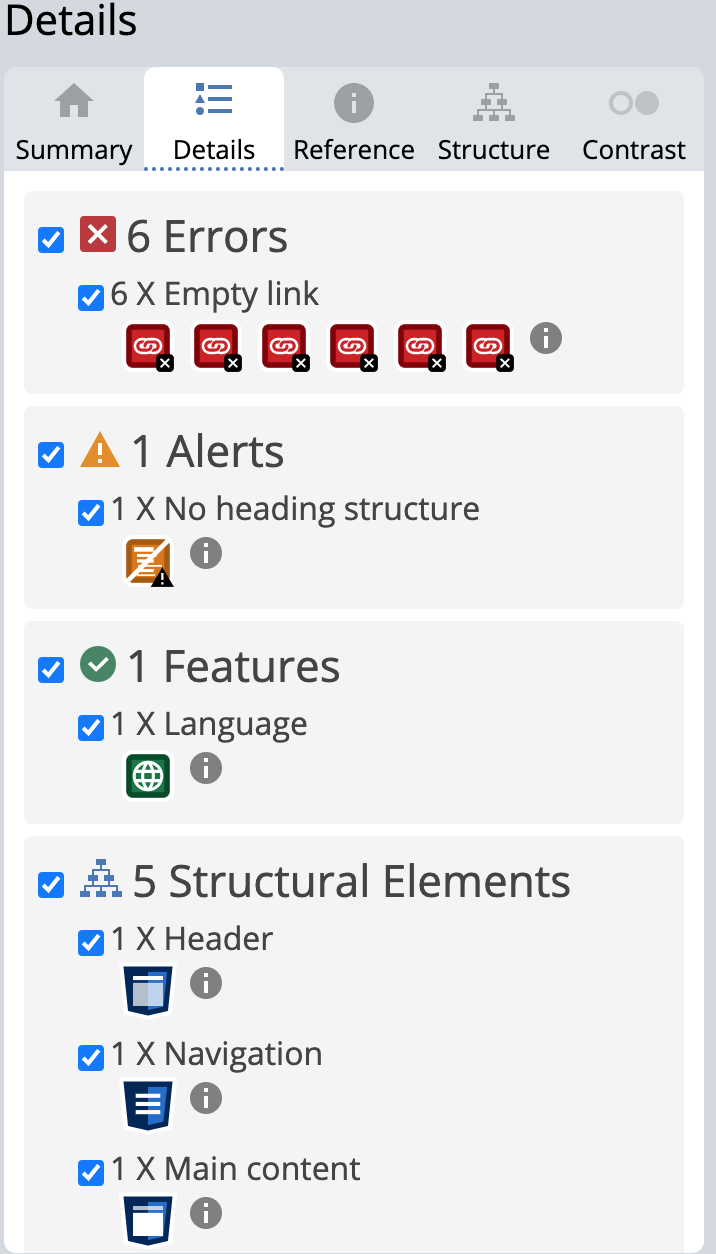 Details
Summary Details Reference Structure Contrast
6 Errors
6 X Empty link
1 Alerts
1 X No heading structure
1 Features
1 X Language
5 Structural Elements
1 X Header
1 X Navigation
1 X Main content